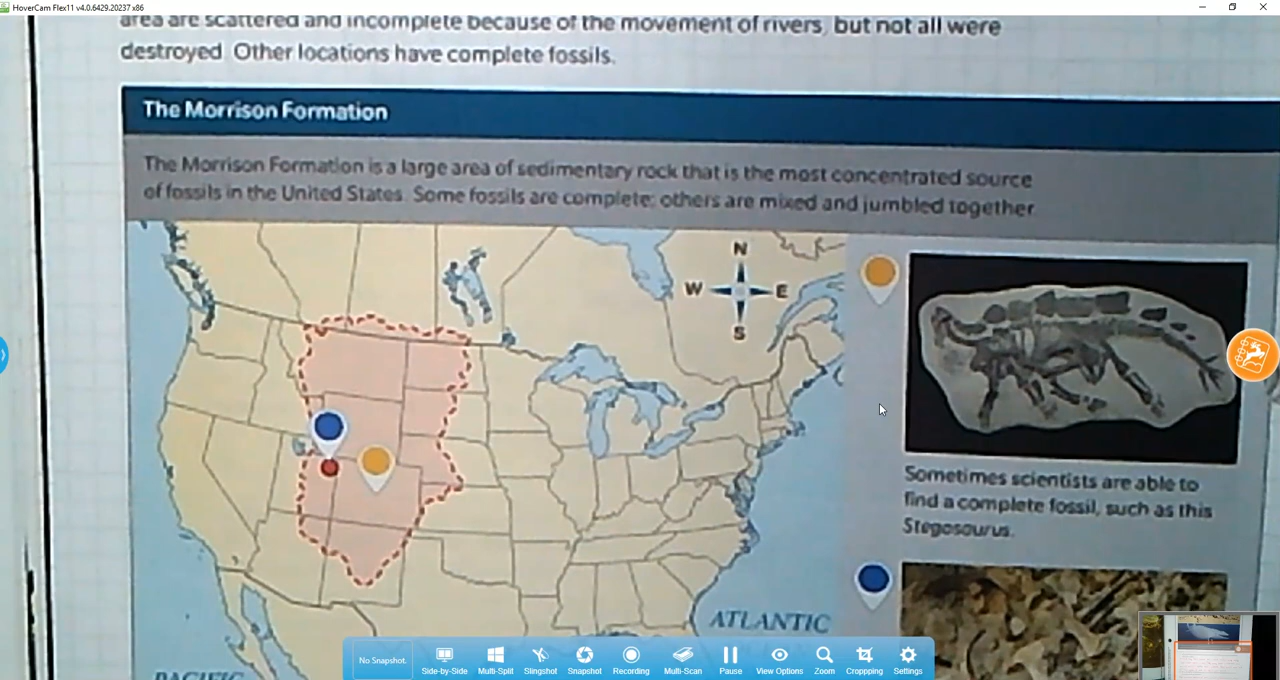 HoverCam Flex11 v4.0.6429.20237 x86
area are scattered and incomplete because of the movement of rivers, but not all were
destroyed. Other locations have complete fossils.
The Morrison Formation
The Morrison Formation is a large area of sedimentary rock that is the most concentrated source
of fossils in the United States. Some fossils are complete; others are mixed and jumbled together.
N
W E
S
Sometimes scientists are able to
find a complete fossil, such as this
Stegosaurus.
ATLANTIC
PACIFIC
No Snapshot.
Side-by-Side Multi-Split Slingshot Snapshot Recording Multi-Scan Pause View Options Zoom Croppping Settings